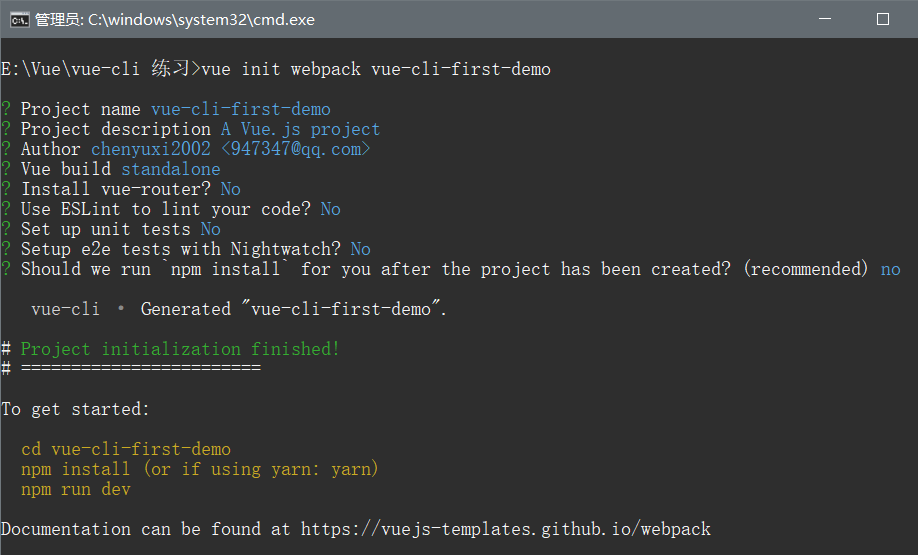 管理员: C:\windows\system32\cmd.exe
E:\Vue\vue-cli 练习>vue init webpack vue-cli-first-demo
? Project name vue-cli-first-demo
? Project description A Vue.js project
? Author chenyuxi2002 <947347@qq.com>
? Vue build standalone
? Install vue-router? No
? Use ESLint to lint your code? No
? Set up unit tests No
? Setup e2e tests with Nightwatch? No
? Should we run `npm install` for you after the project has been created? (recommended) no
vue-cli · Generated "vue-cli-first-demo".
# Project initialization finished!
# ========================
To get started:
cd vue-cli-first-demo
npm install (or if using yarn: yarn)
npm run dev
Documentation can be found at https://vuejs-templates.github.io/webpack